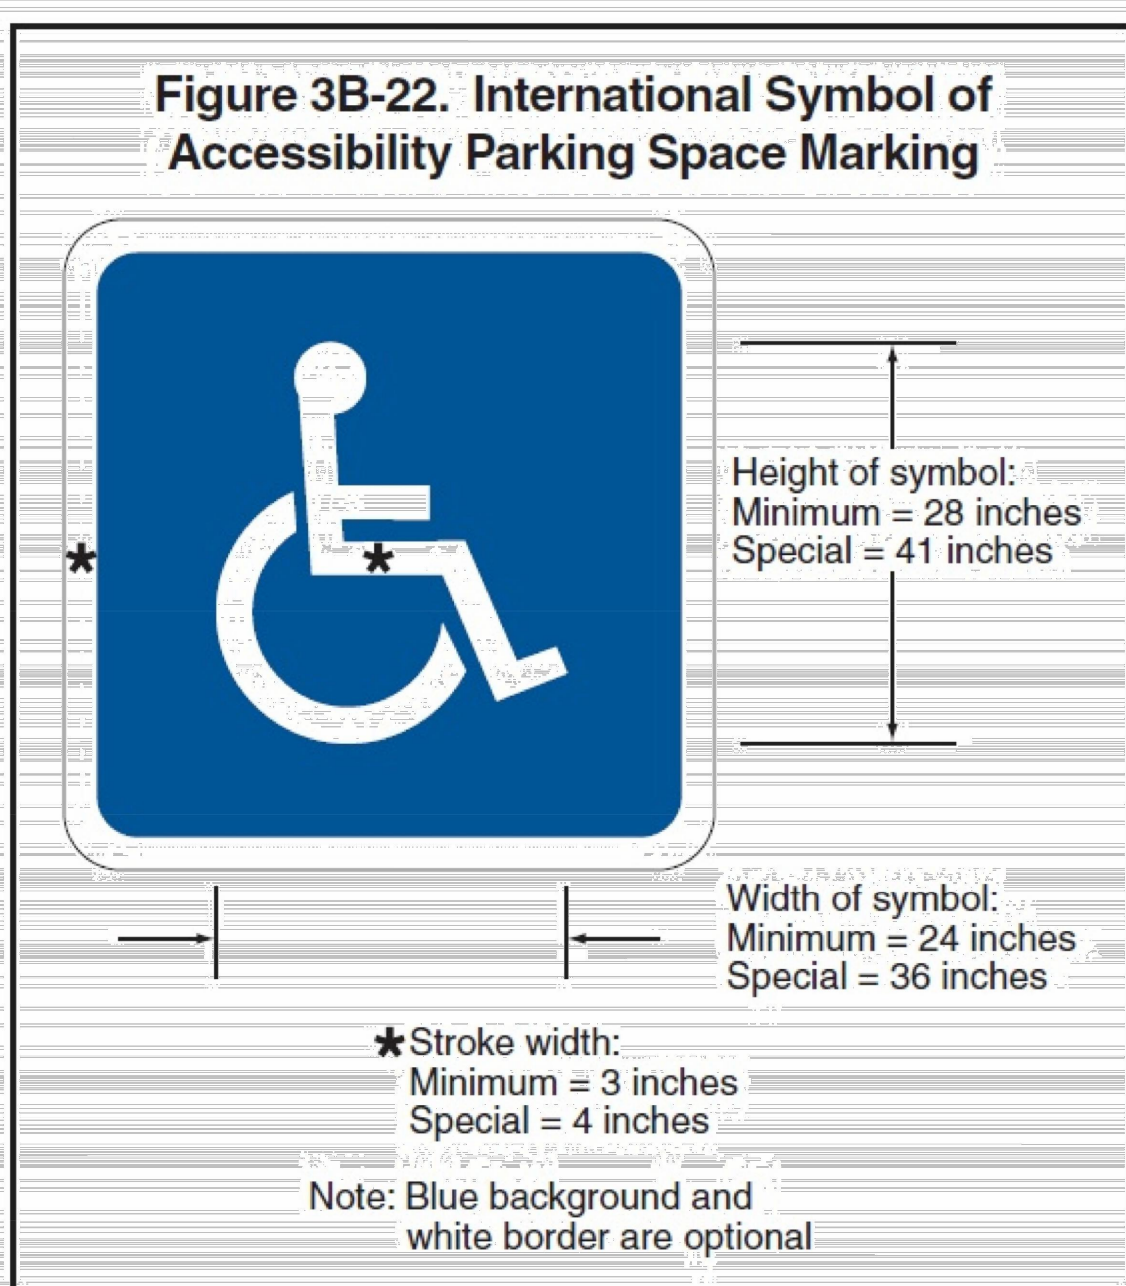 Figure 3B-22. International Symbol of
Accessibility Parking Space Marking
Height of symbol:
Minimum = 28 inches
Special = 41 inches
*
*
Width of symbol:
Minimum = 24 inches
Special = 36 inches
*Stroke width:
Minimum = 3 inches
Special = 4 inches
Note: Blue background and
white border are optional